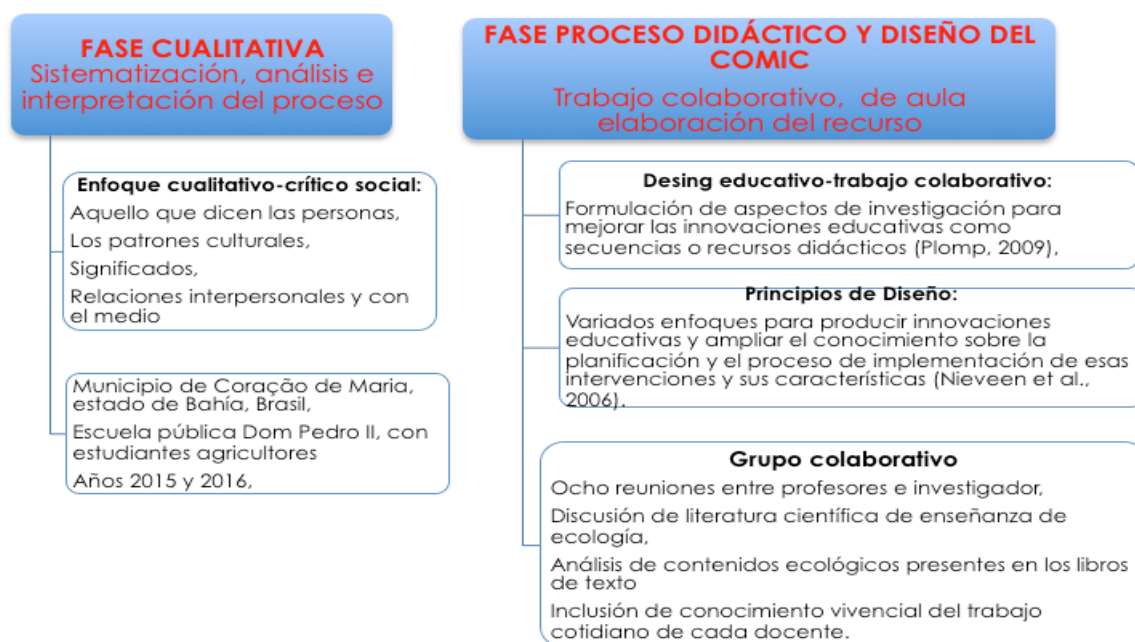 FASE CUALITATIVA
Sistematización, análisis e
interpretación del proceso
Enfoque cualitativo-crítico social:
Aquello que dicen las personas,
Los patrones culturales,
Significados,
Relaciones interpersonales y con
el medio
Municipio de Coração de Maria,
estado de Bahía, Brasil,
Escuela pública Dom Pedro II, con
estudiantes agricultores
Años 2015 y 2016,
FASE PROCESO DIDÁCTICO Y DISEÑO DEL
COMIC
Trabajo colaborativo, de aula
elaboración del recurso
Desing educativo-trabajo colaborativo:
Formulación de aspectos de investigación para
mejorar las innovaciones educativas como
secuencias o recursos didácticos (Plomp, 2009),
Principios de Diseño:
Variados enfoques para producir innovaciones
educativas y ampliar el conocimiento sobre la
planificación y el proceso de implementación de esas
intervenciones y sus características (Nieveen et al.,
2006).
Grupo colaborativo
Ocho reuniones entre profesores e investigador,
Discusión de literatura científica de enseñanza de
ecología,
Análisis de contenidos ecológicos presentes en los libros
de texto
Inclusión de conocimiento vivencial del trabajo
cotidiano de cada docente.